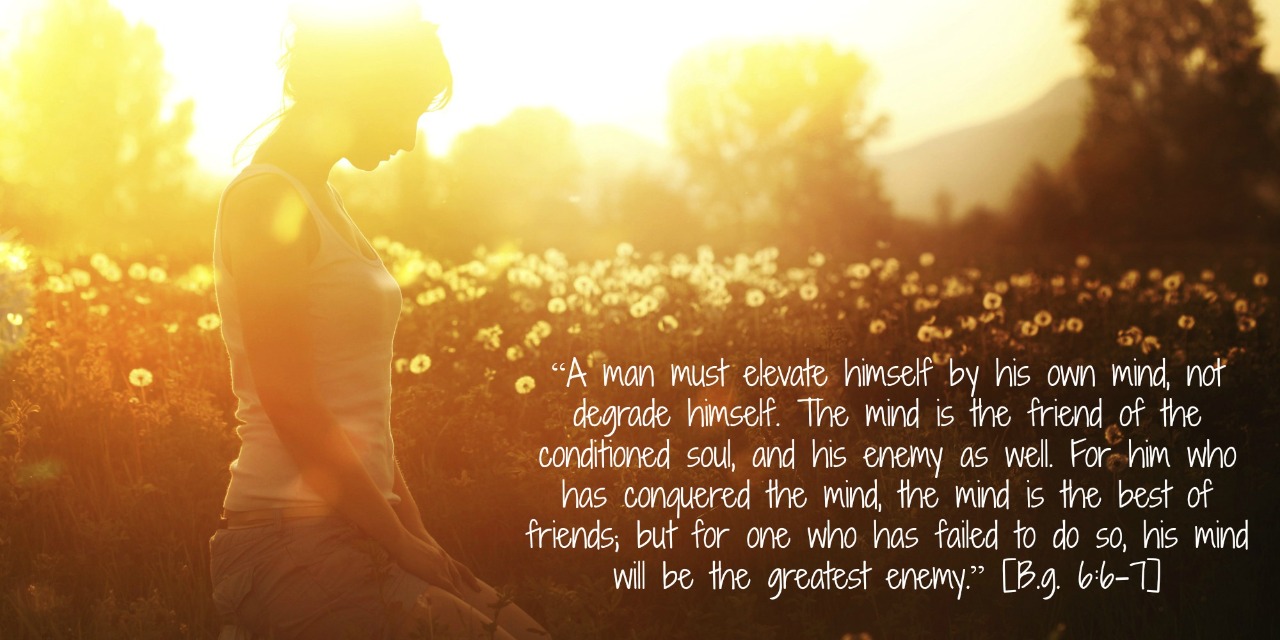 “A man must elevate himself by his own mind, not
degrade himself. The mind is the friend of the
conditioned soul, and his enemy as well. For him who
has conquered the mind, the mind is the best of
friends; but for one who has failed to do so, his mind
will be the greatest enemy.” [B.g. 6:6-7]